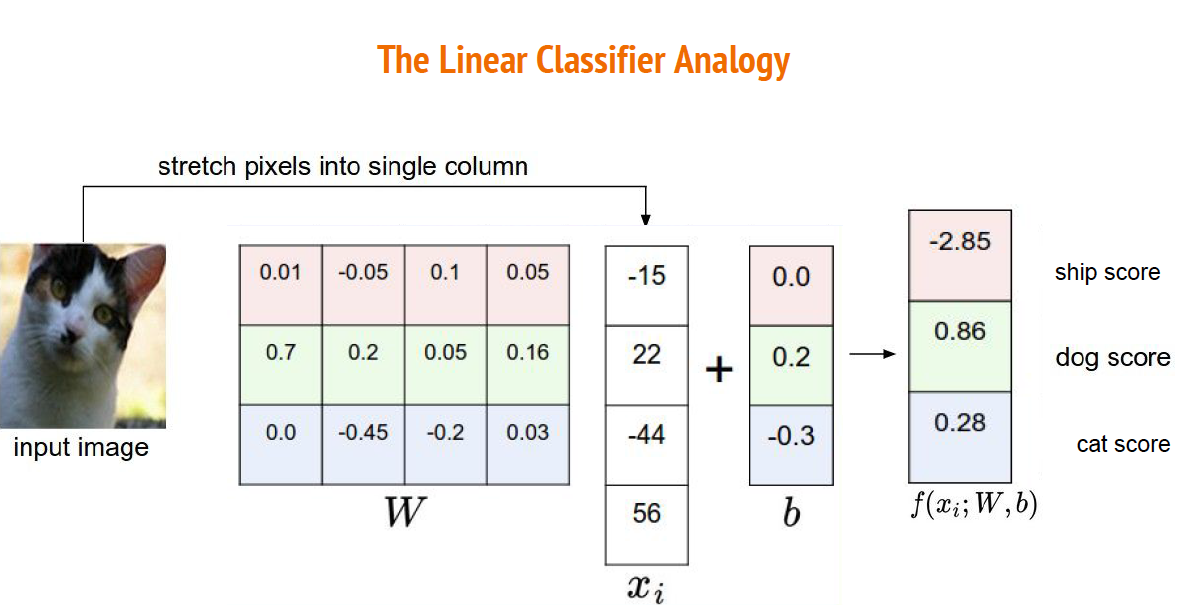 The Linear Classifier Analogy
stretch pixels into single column
input image
0.01 -0.05 0.1 0.05
0.7 0.2 0.05 0.16
0.0 -0.45 -0.2 0.03
W
-15
22
-44
56
x_i
+
0.0
0.2
-0.3
b
-2.85
0.86
0.28
f(x_i; W, b)
ship score
dog score
cat score